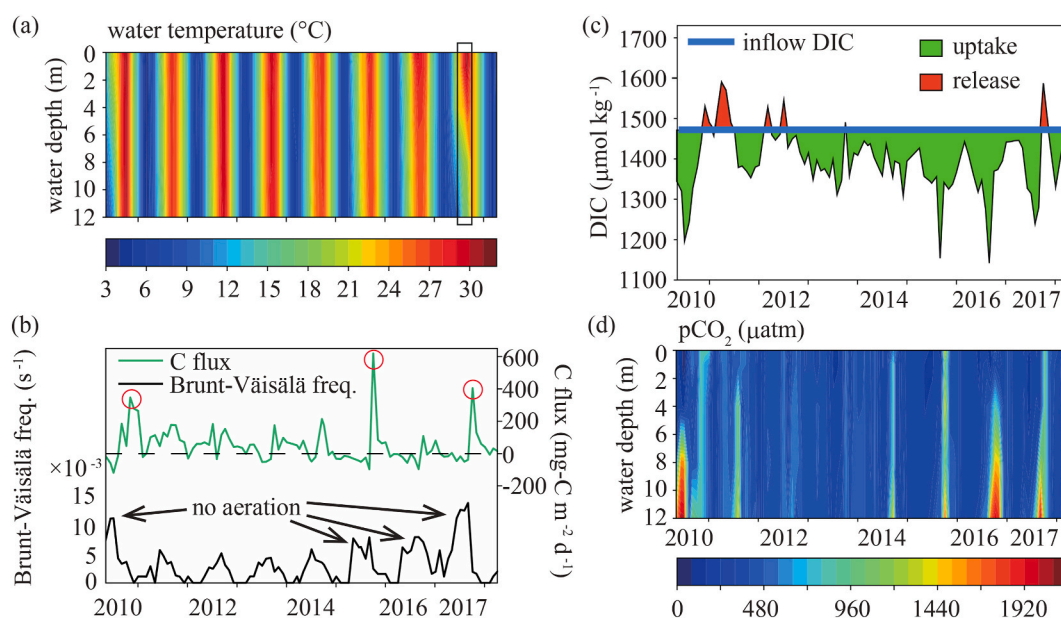 (a)
water temperature (°C)
water depth (m)
0
2
4
6
8
10
12
3 6 9 12 15 18 21 24 27 30
(b)
C flux
Brunt-Väisälä freq.
Brunt-Väisälä freq. (s⁻¹)
×10⁻³
15
10
5
0
600
400
200
0
-200
C flux (mg-C m⁻² d⁻¹)
no aeration
2010 2012 2014 2016 2017
(c)
inflow DIC
uptake
release
DIC (μmol kg⁻¹)
1700
1600
1500
1400
1300
1200
1100
2010 2012 2014 2016 2017
(d)
pCO₂ (μatm)
water depth (m)
0
2
4
6
8
10
12
2010 2012 2014 2016 2017
0 480 960 1440 1920